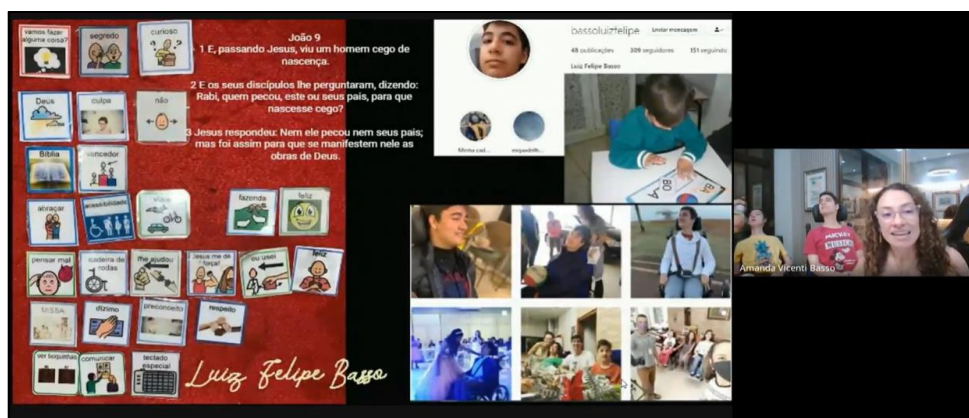 vamos fazer
alguma coisa?
segredo
curioso
João 9
1 E, passando Jesus, viu um homem cego de
nascença.
2 E os seus discípulos lhe perguntaram, dizendo:
Rabi, quem pecou, este ou seus pais, para que
nascesse cego?
3 Jesus respondeu: Nem ele pecou nem seus pais;
mas foi assim para que se manifestem nele as
obras de Deus.
Deus
culpa
não
Bíblia
vencedor
abraçar
acessibilidade
fazenda
feliz
pensar mal
cadeira de
rodas
me ajudou
Jesus me dá
força!
eu usei
feliz
MISSA
dízimo
preconceito
respeito
ver boquinhas
comunicar
teclado
especial
Luiz Felipe Basso
bassoluizfelipe
Enviar mensagem
48 publicações
309 seguidores
151 seguindo
Luiz Felipe Basso
Minha cad...
Amanda Vicenti Basso